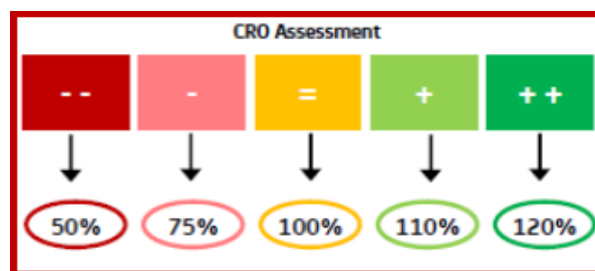 CRO Assessment
- - - = + + +
50% 75% 100% 110% 120%